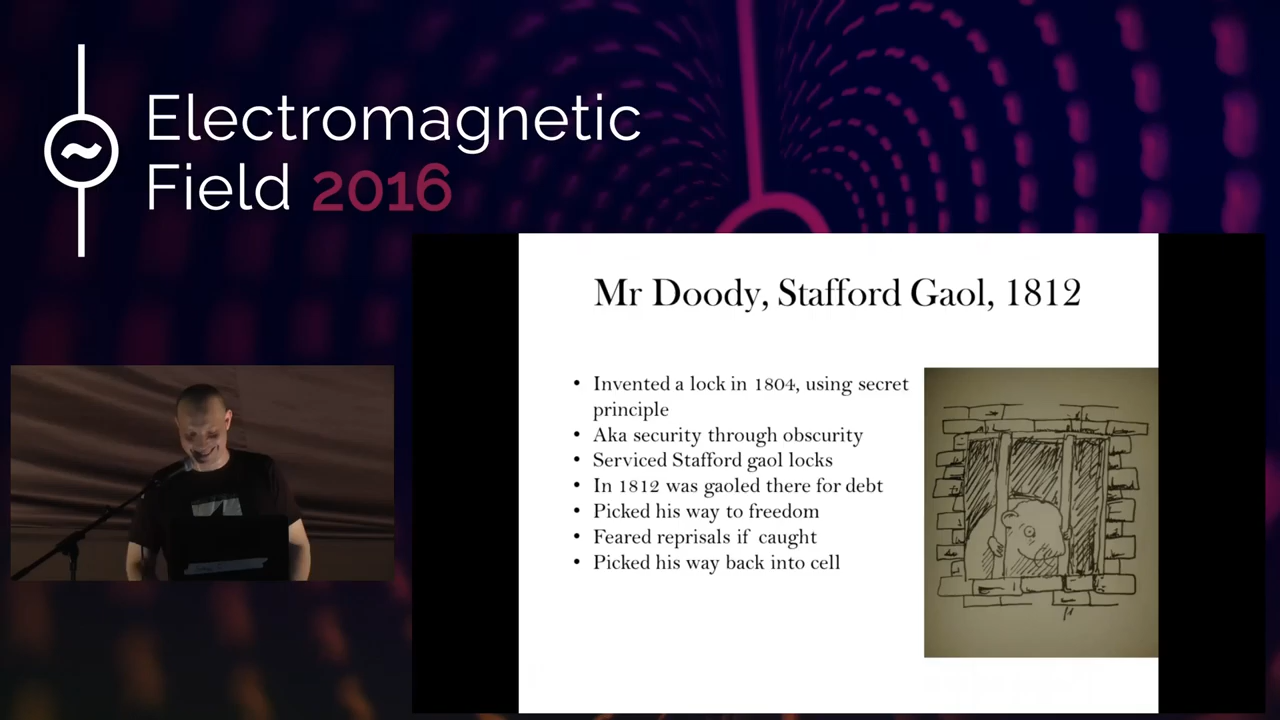 Electromagnetic
Field 2016
Mr Doody, Stafford Gaol, 1812
• Invented a lock in 1804, using secret
principle
• Aka security through obscurity
• Serviced Stafford gaol locks
• In 1812 was gaoled there for debt
• Picked his way to freedom
• Feared reprisals if caught
• Picked his way back into cell